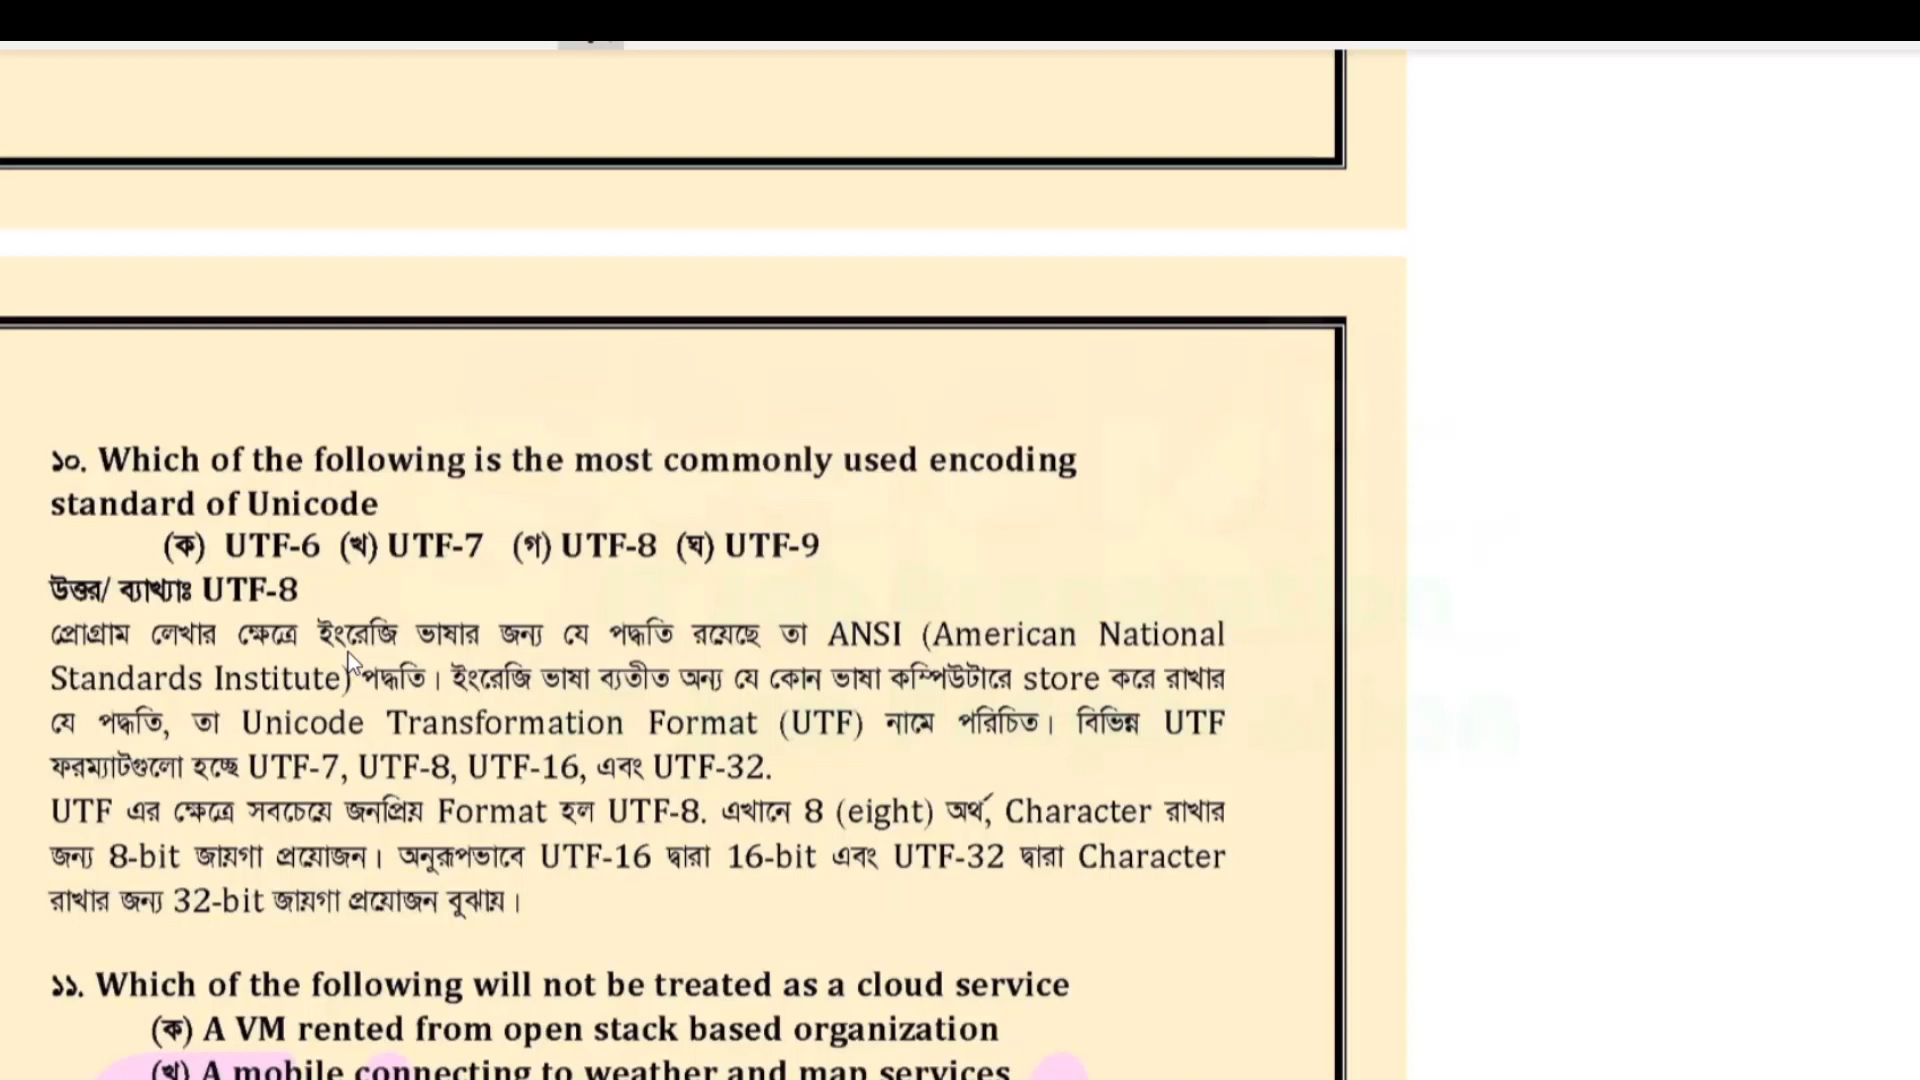 ১০. Which of the following is the most commonly used encoding
standard of Unicode
(ক) UTF-6 (খ) UTF-7 (গ) UTF-8 (ঘ) UTF-9
উত্তর/ ব্যাখ্যাঃ UTF-8
প্রোগ্রাম লেখার ক্ষেত্রে ইংরেজি ভাষার জন্য যে পদ্ধতি রয়েছে তা ANSI (American National
Standards Institute) পদ্ধতি। ইংরেজি ভাষা ব্যতীত অন্য যে কোন ভাষা কম্পিউটারে store করে রাখার
যে পদ্ধতি, তা Unicode Transformation Format (UTF) নামে পরিচিত। বিভিন্ন UTF
ফরম্যাটগুলো হচ্ছে UTF-7, UTF-8, UTF-16, এবং UTF-32.
UTF এর ক্ষেত্রে সবচেয়ে জনপ্রিয় Format হল UTF-8. এখানে 8 (eight) অর্থ, Character রাখার
জন্য 8-bit জায়গা প্রয়োজন। অনুরূপভাবে UTF-16 দ্বারা 16-bit এবং UTF-32 দ্বারা Character
রাখার জন্য 32-bit জায়গা প্রয়োজন বুঝায়।
১১. Which of the following will not be treated as a cloud service
(ক) A VM rented from open stack based organization
(খ) A mobile connecting to weather and map services